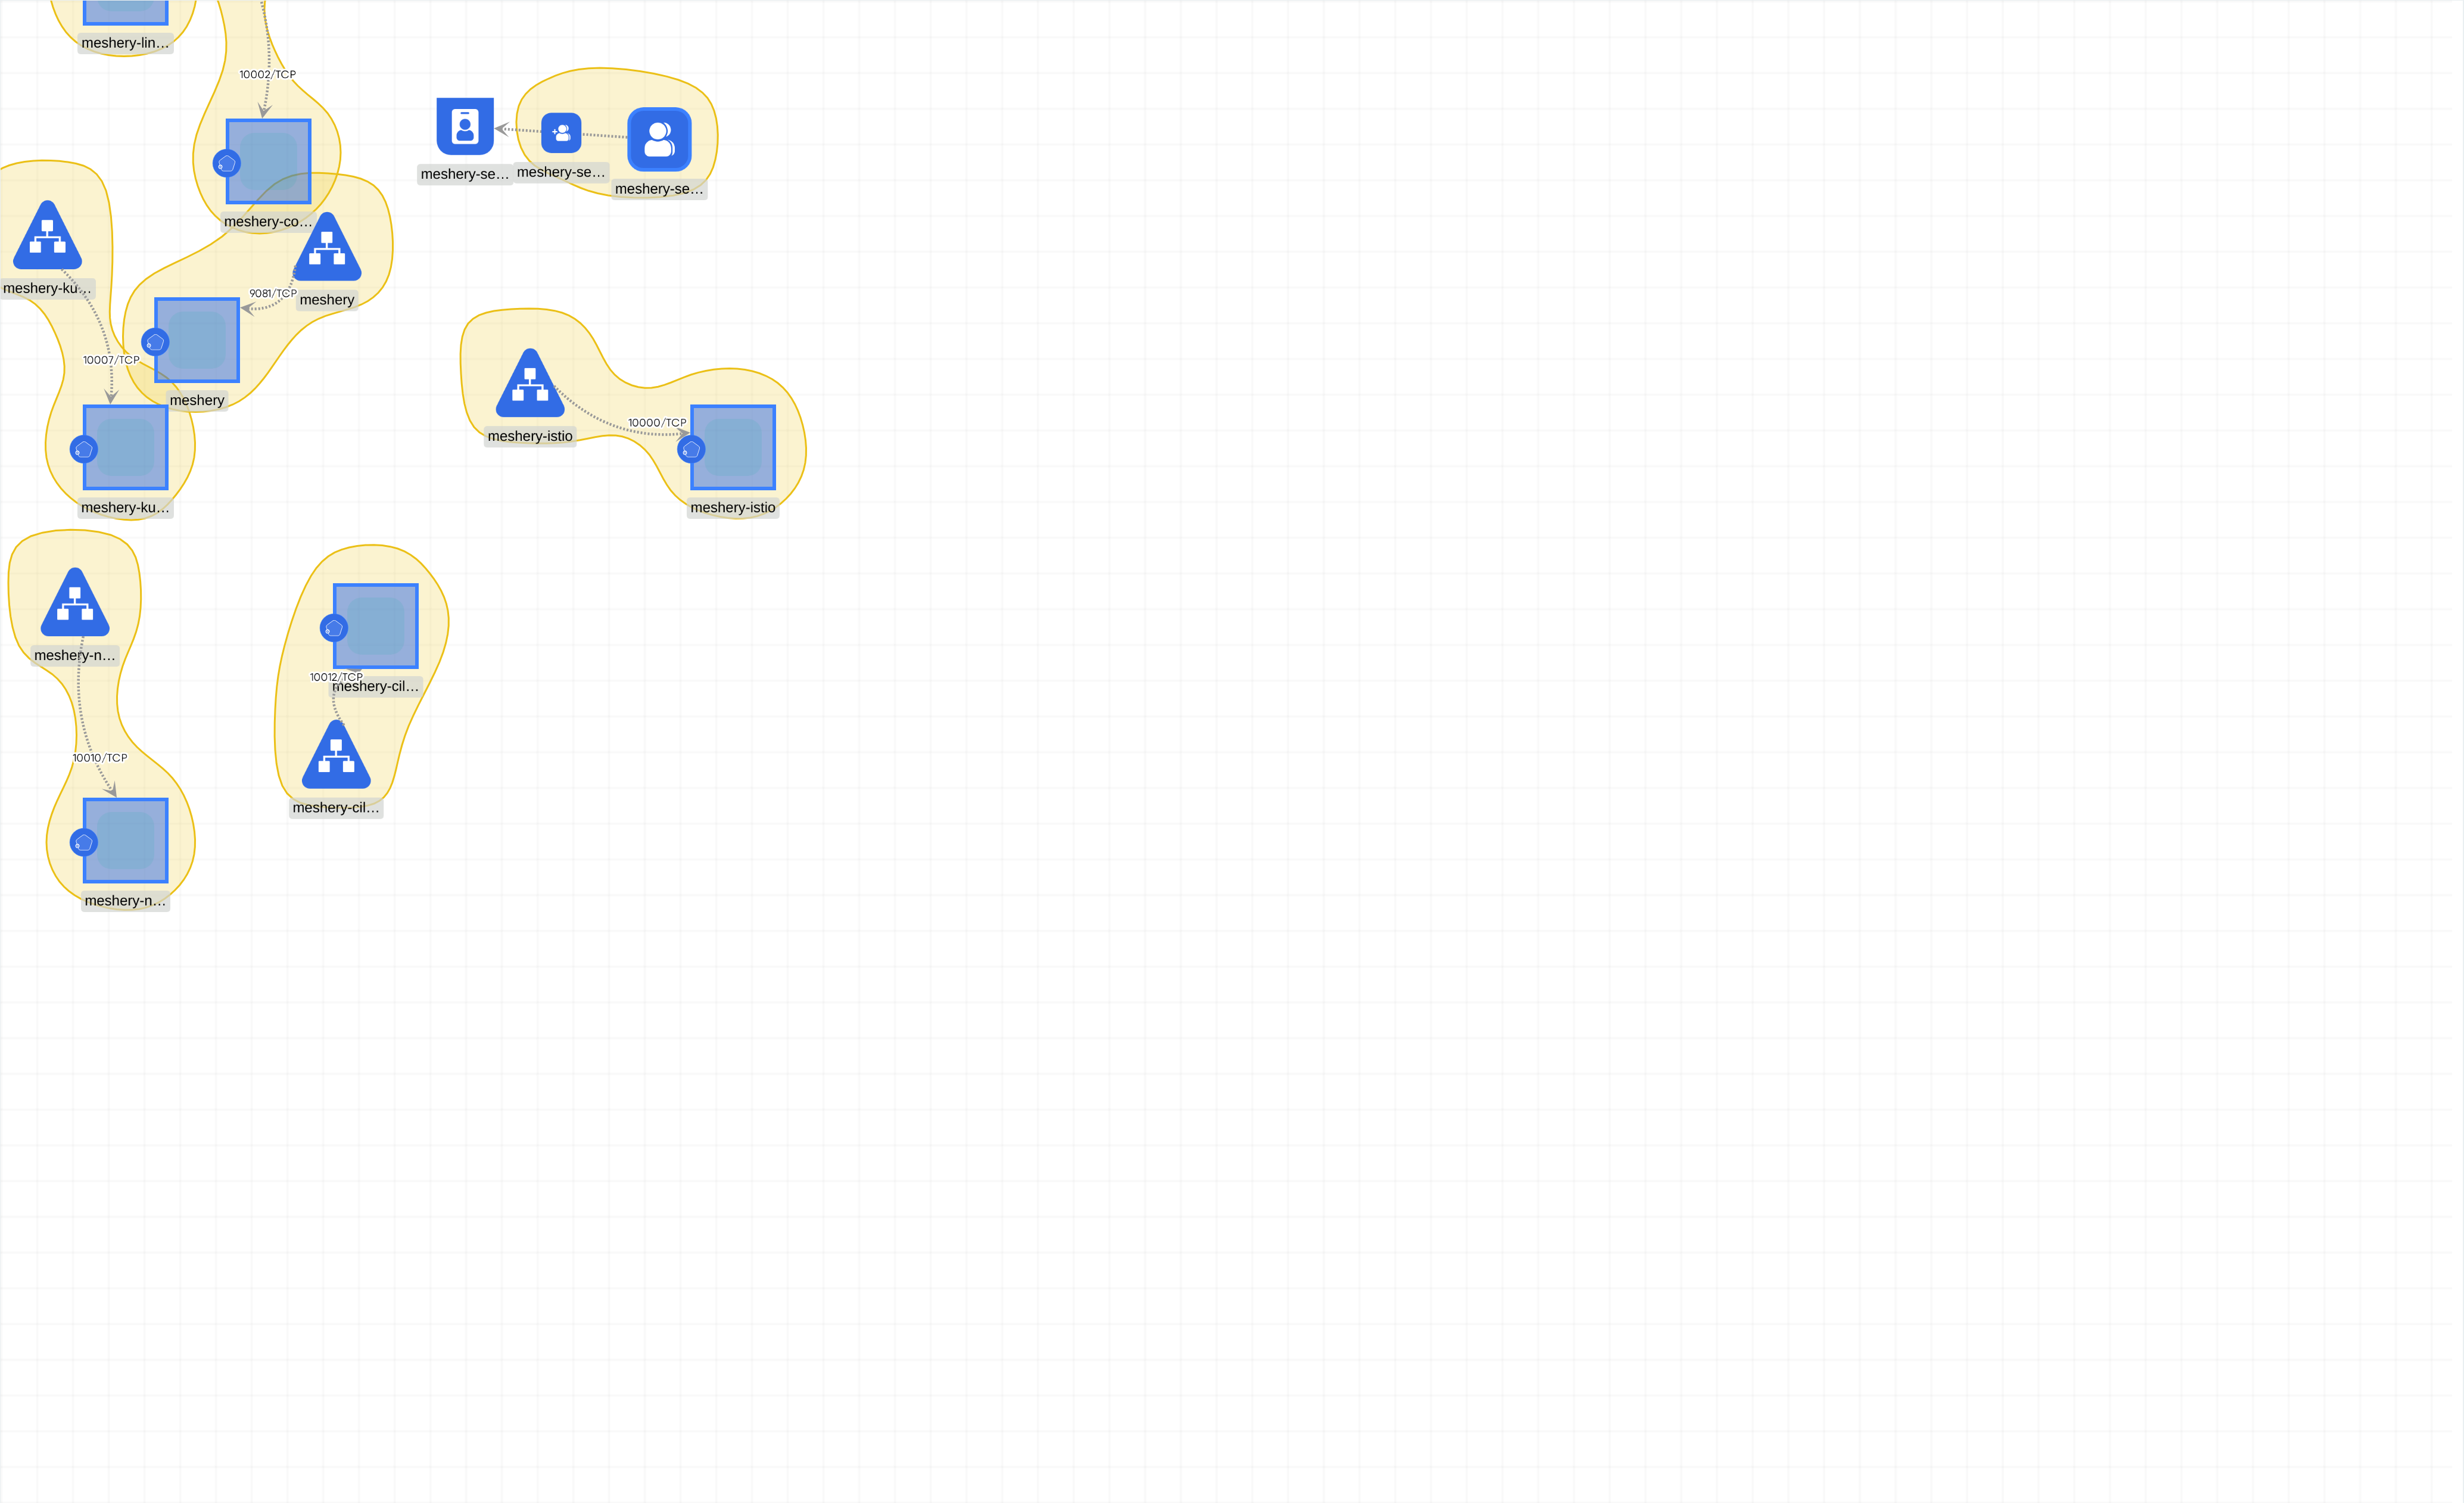 meshery-lin…
10002/TCP
meshery-se…
meshery-se…
meshery-se…
meshery-co…
meshery-ku…
9081/TCP
meshery
10007/TCP
meshery
meshery-istio
10000/TCP
meshery-ku…
meshery-istio
meshery-n…
10012/TCP
meshery-cil…
10010/TCP
meshery-cil…
meshery-n…